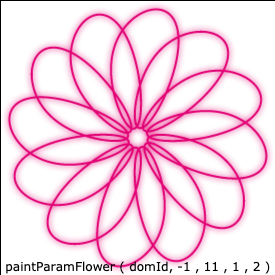 paintParamFlower ( domId, -1 , 11 , 1 , 2 )